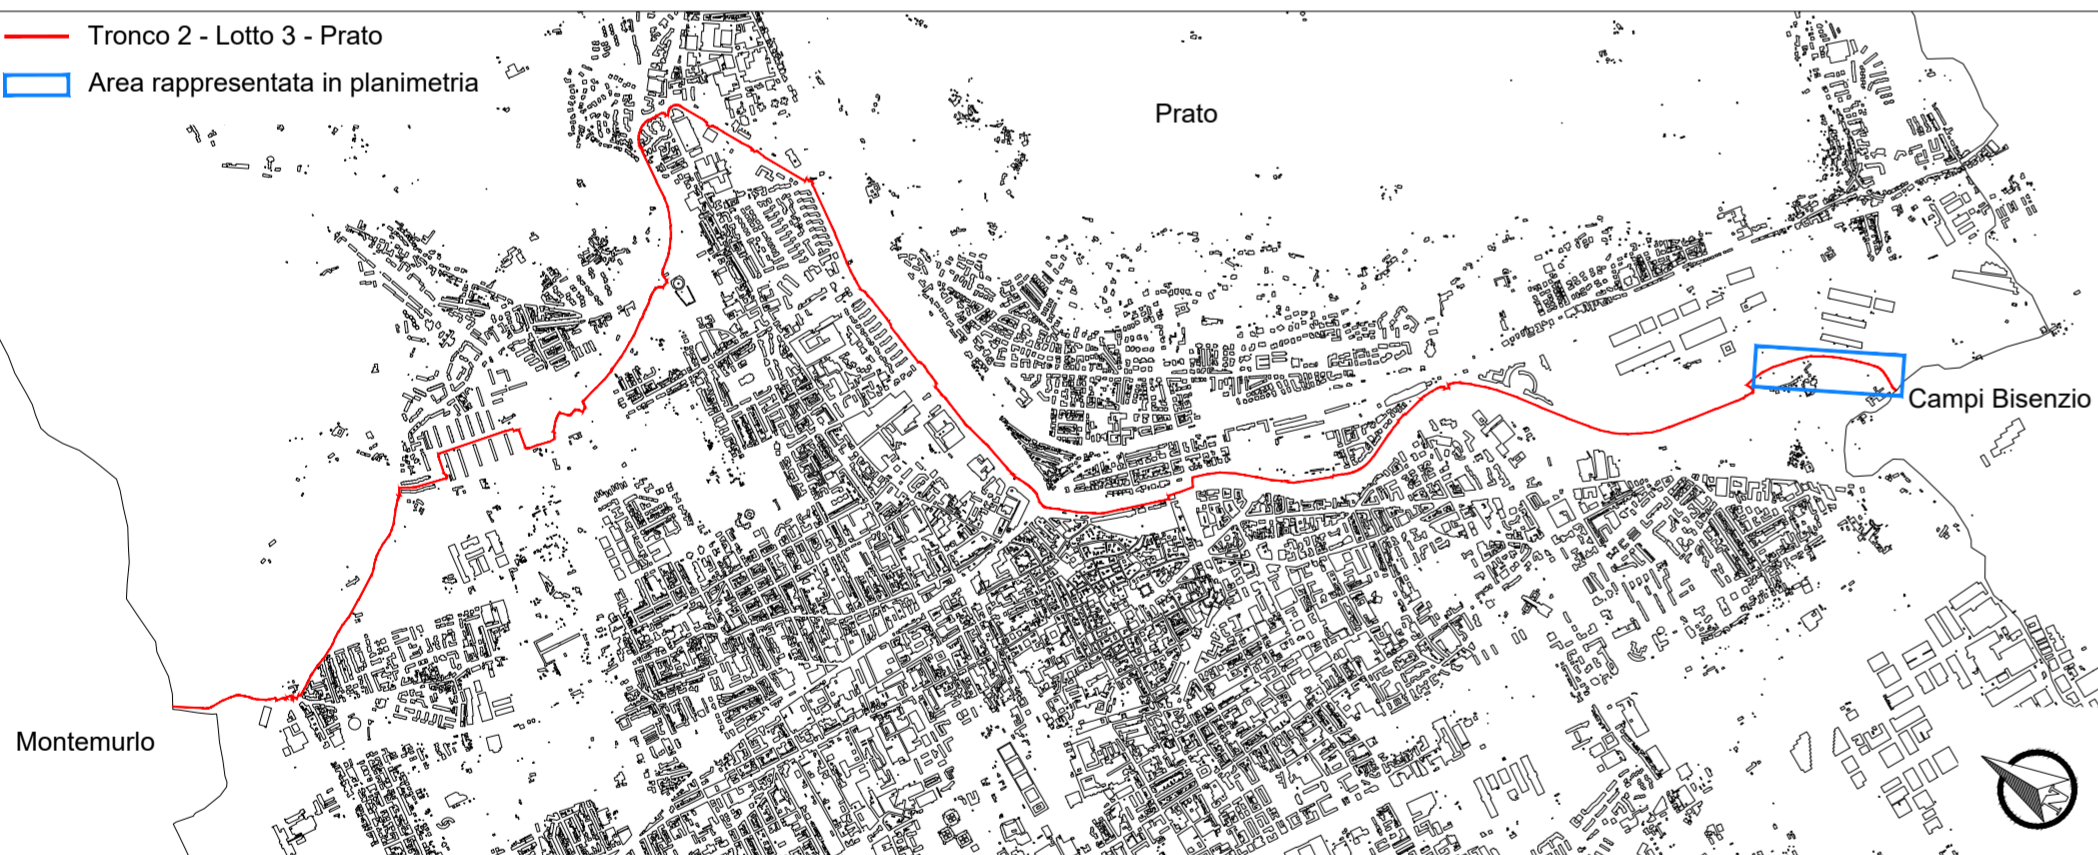 Tronco 2 - Lotto 3 - Prato
Area rappresentata in planimetria
Prato
Campi Bisenzio
Montemurlo
N